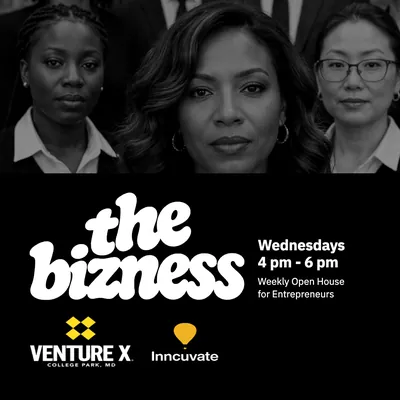 the
bizness
Wednesdays
4 pm - 6 pm
Weekly Open House
for Entrepreneurs
VENTURE X
COLLEGE PARK, MD
Inncuvate